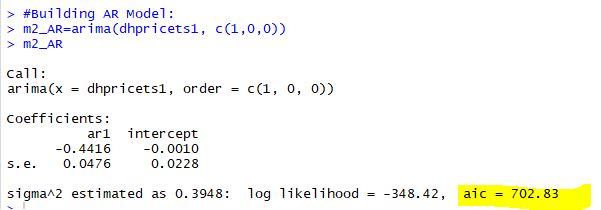 > #Building AR Model:
> m2_AR=arima(dhpricets1, c(1,0,0))
> m2_AR
Call:
arima(x = dhpricets1, order = c(1, 0, 0))
Coefficients:
ar1 intercept
-0.4416 -0.0010
s.e. 0.0476 0.0228
sigma^2 estimated as 0.3948: log likelihood = -348.42, aic = 702.83
>